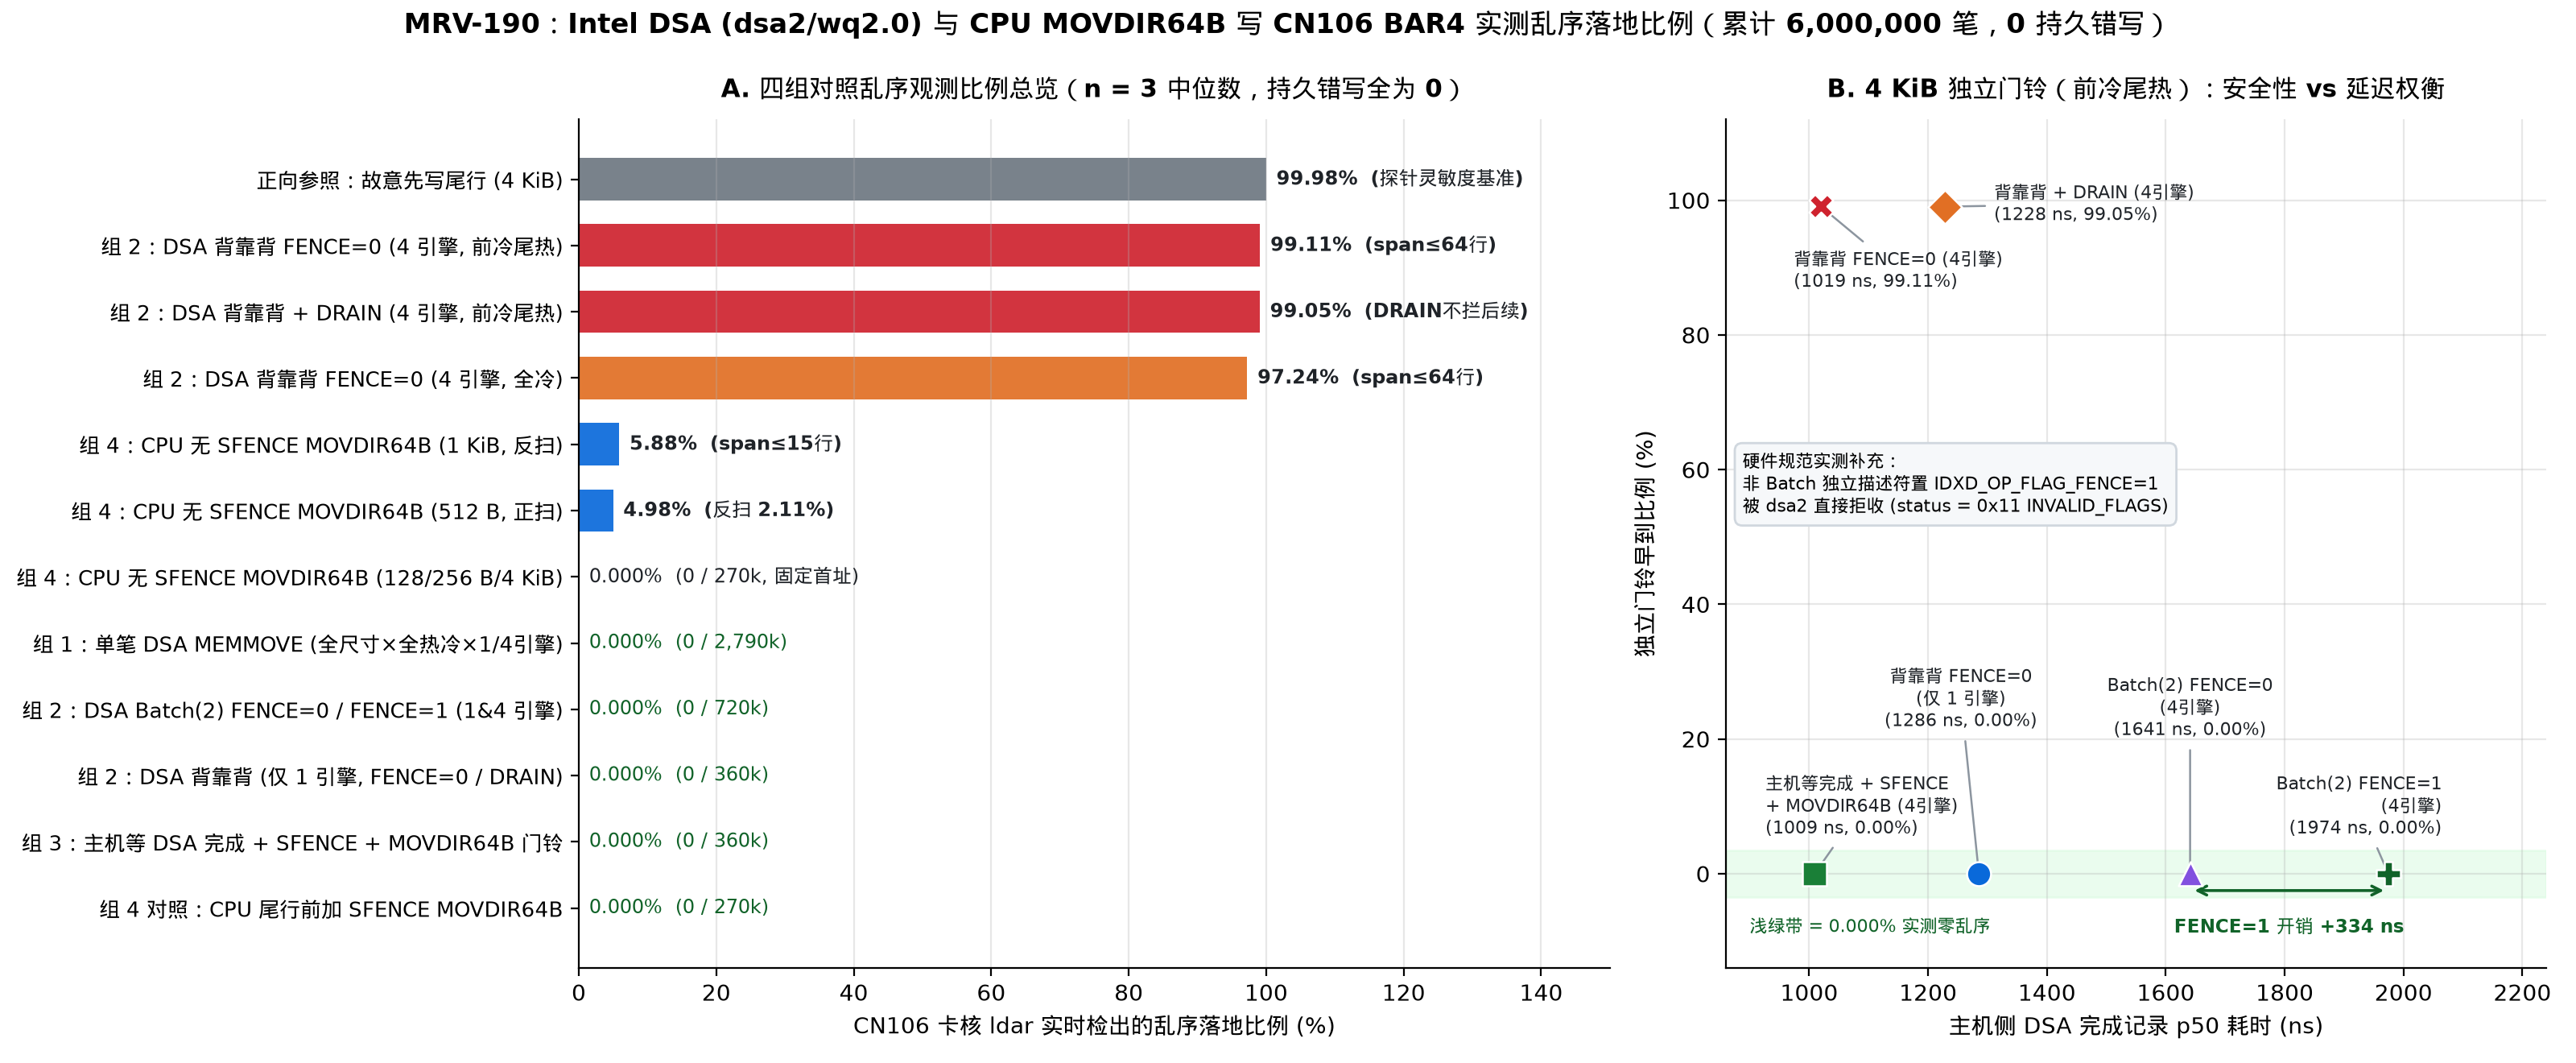 MRV-190：Intel DSA (dsa2/wq2.0) 与 CPU MOVDIR64B 写 CN106 BAR4 实测乱序落地比例（累计 6,000,000 笔，0 持久错写）
A. 四组对照乱序观测比例总览（n = 3 中位数，持久错写全为 0）
正向参照：故意先写尾行 (4 KiB)
99.98% (探针灵敏度基准)
组 2：DSA 背靠背 FENCE=0 (4 引擎, 前冷尾热)
99.11% (span≤64行)
组 2：DSA 背靠背 + DRAIN (4 引擎, 前冷尾热)
99.05% (DRAIN不拦后续)
组 2：DSA 背靠背 FENCE=0 (4 引擎, 全冷)
97.24% (span≤64行)
组 4：CPU 无 SFENCE MOVDIR64B (1 KiB, 反扫)
5.88% (span≤15行)
组 4：CPU 无 SFENCE MOVDIR64B (512 B, 正扫)
4.98% (反扫 2.11%)
组 4：CPU 无 SFENCE MOVDIR64B (128/256 B/4 KiB)
0.000% (0 / 270k, 固定首址)
组 1：单笔 DSA MEMMOVE (全尺寸×全热冷×1/4引擎)
0.000% (0 / 2,790k)
组 2：DSA Batch(2) FENCE=0 / FENCE=1 (1&4 引擎)
0.000% (0 / 720k)
组 2：DSA 背靠背 (仅 1 引擎, FENCE=0 / DRAIN)
0.000% (0 / 360k)
组 3：主机等 DSA 完成 + SFENCE + MOVDIR64B 门铃
0.000% (0 / 360k)
组 4 对照：CPU 尾行前加 SFENCE MOVDIR64B
0.000% (0 / 270k)
0 20 40 60 80 100 120 140
CN106 卡核 ldar 实时检出的乱序落地比例 (%)
B. 4 KiB 独立门铃（前冷尾热）：安全性 vs 延迟权衡
独立门铃早到比例 (%)
100
80
60
40
20
0
背靠背 + DRAIN (4引擎)
(1228 ns, 99.05%)
背靠背 FENCE=0 (4引擎)
(1019 ns, 99.11%)
硬件规范实测补充：
非 Batch 独立描述符置 IDXD_OP_FLAG_FENCE=1
被 dsa2 直接拒收 (status = 0x11 INVALID_FLAGS)
背靠背 FENCE=0
(仅 1 引擎)
(1286 ns, 0.00%)
Batch(2) FENCE=0
(4引擎)
(1641 ns, 0.00%)
主机等完成 + SFENCE
+ MOVDIR64B (4引擎)
(1009 ns, 0.00%)
Batch(2) FENCE=1
(4引擎)
(1974 ns, 0.00%)
浅绿带 = 0.000% 实测零乱序
FENCE=1 开销 +334 ns
1000 1200 1400 1600 1800 2000 2200
主机侧 DSA 完成记录 p50 耗时 (ns)